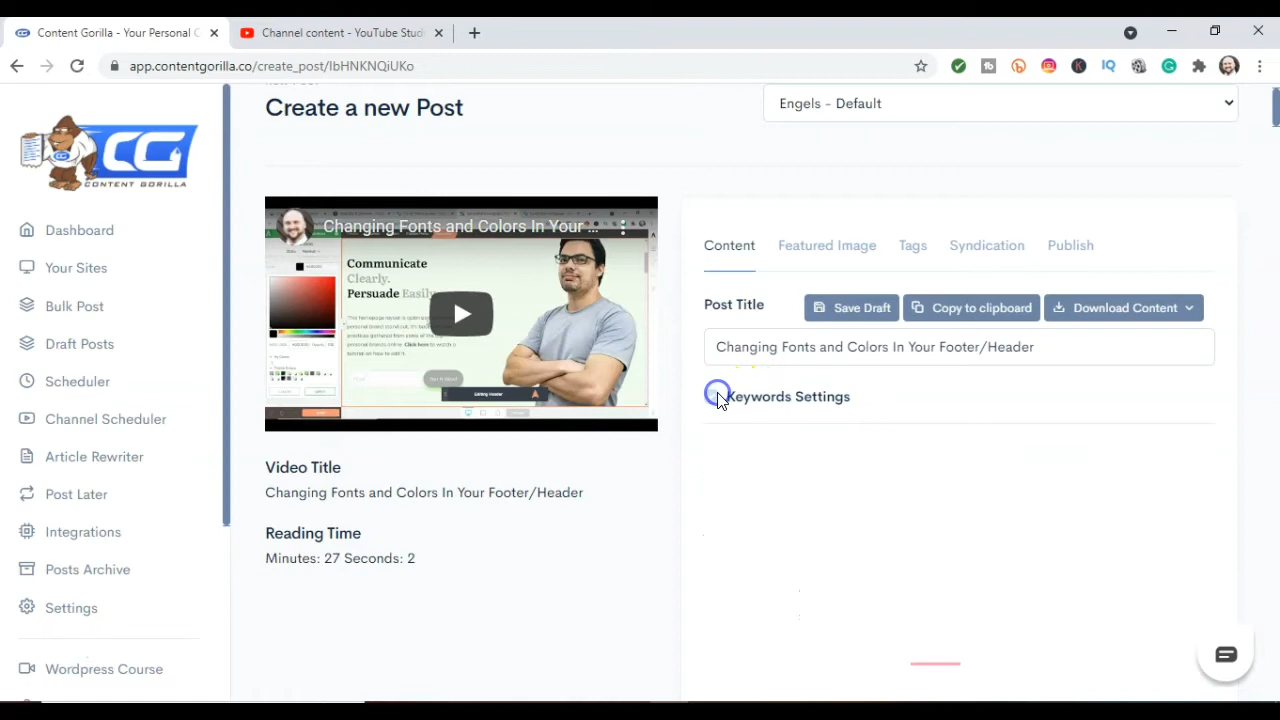 Content Gorilla - Your Personal C
Channel content - YouTube Stud
app.contentgorilla.co/create_post/IbHNKNQiUKo
Create a new Post
Engels - Default
CG
CONTENT GORILLA
Dashboard
Your Sites
Bulk Post
Draft Posts
Scheduler
Channel Scheduler
Article Rewriter
Post Later
Integrations
Posts Archive
Settings
Wordpress Course
Changing Fonts and Colors In Your ...
Communicate
Clearly.
Persuade Easily
Editing Header
Video Title
Changing Fonts and Colors In Your Footer/Header
Reading Time
Minutes: 27 Seconds: 2
Content
Featured Image
Tags
Syndication
Publish
Post Title
Save Draft
Copy to clipboard
Download Content
Changing Fonts and Colors In Your Footer/Header
Keywords Settings